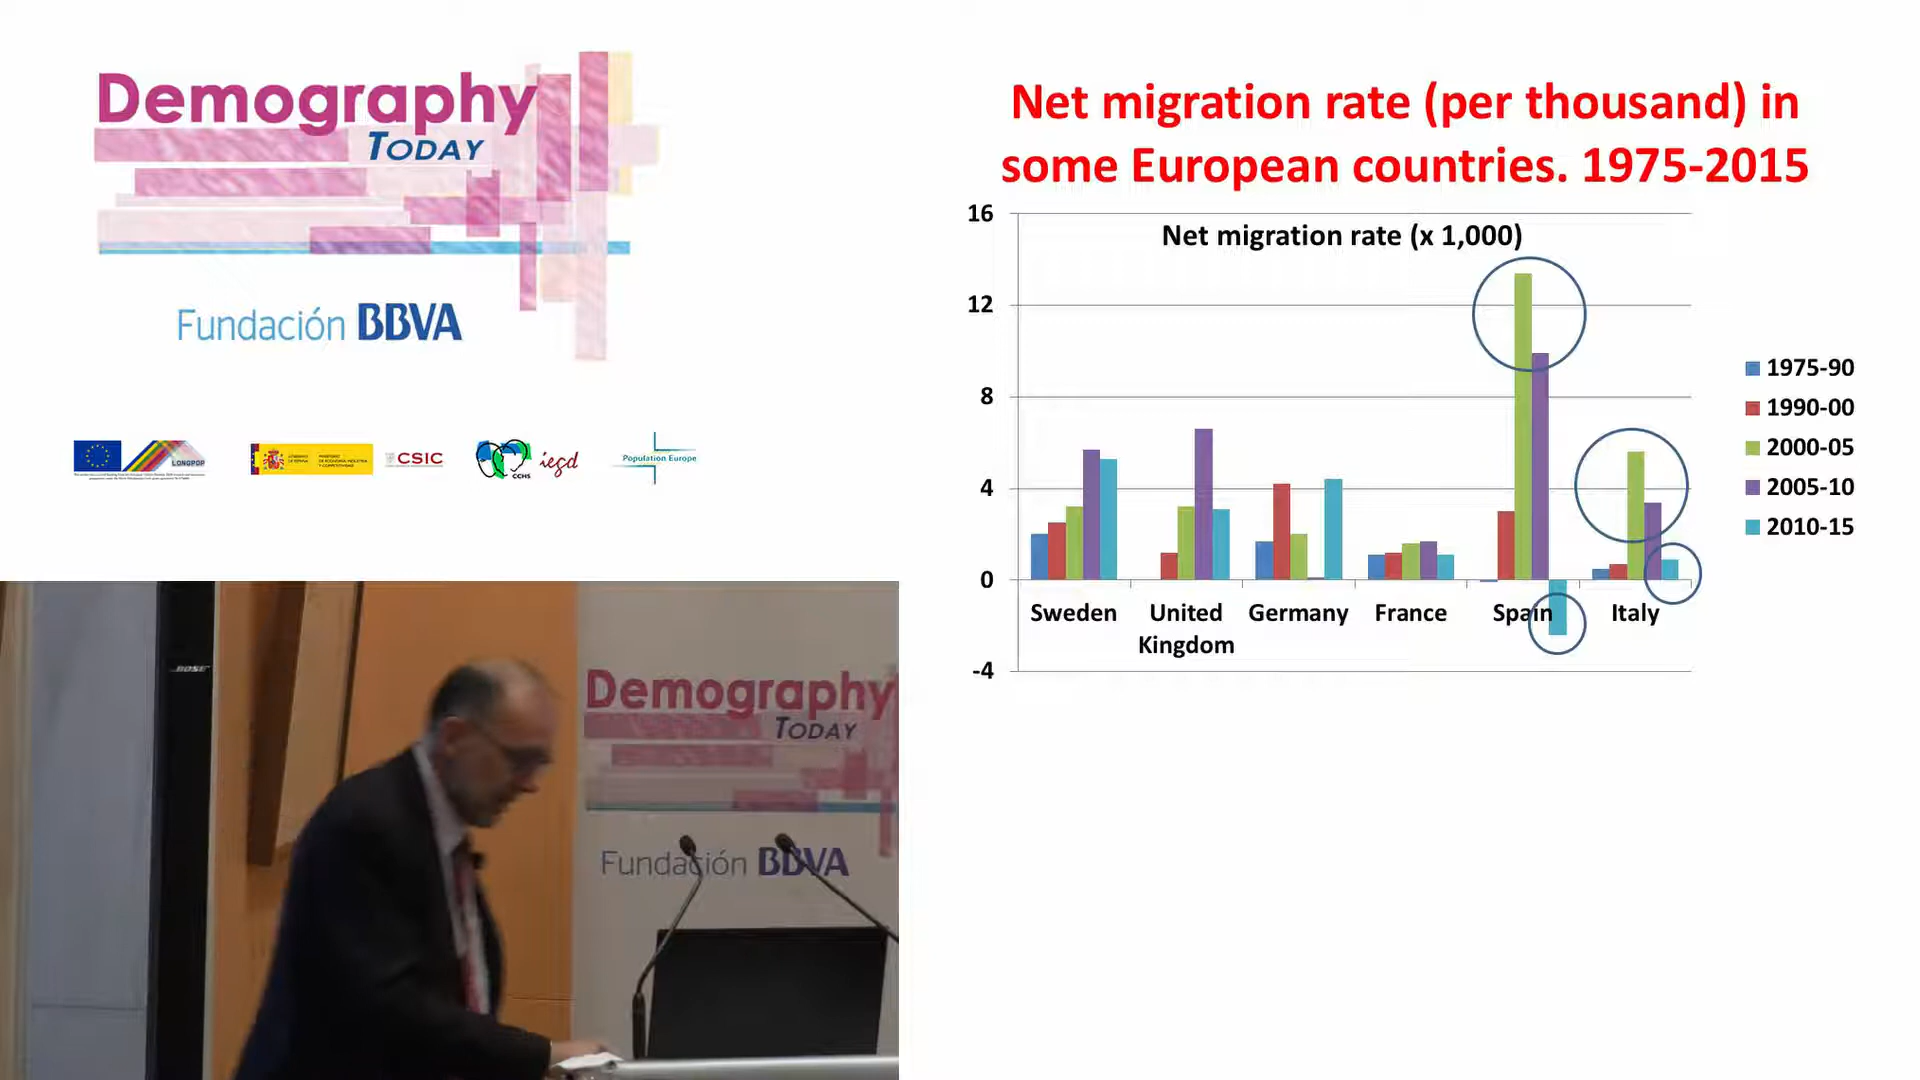 Demography
TODAY
Fundación BBVA
LONGPOP
CSIC
CCHS
iegd
Population Europe
Net migration rate (per thousand) in
some European countries. 1975-2015
Net migration rate (x 1,000)
16
12
8
4
0
-4
Sweden
United
Kingdom
Germany
France
Spain
Italy
1975-90
1990-00
2000-05
2005-10
2010-15
BOSE
Demography
TODAY
Fundación BBVA